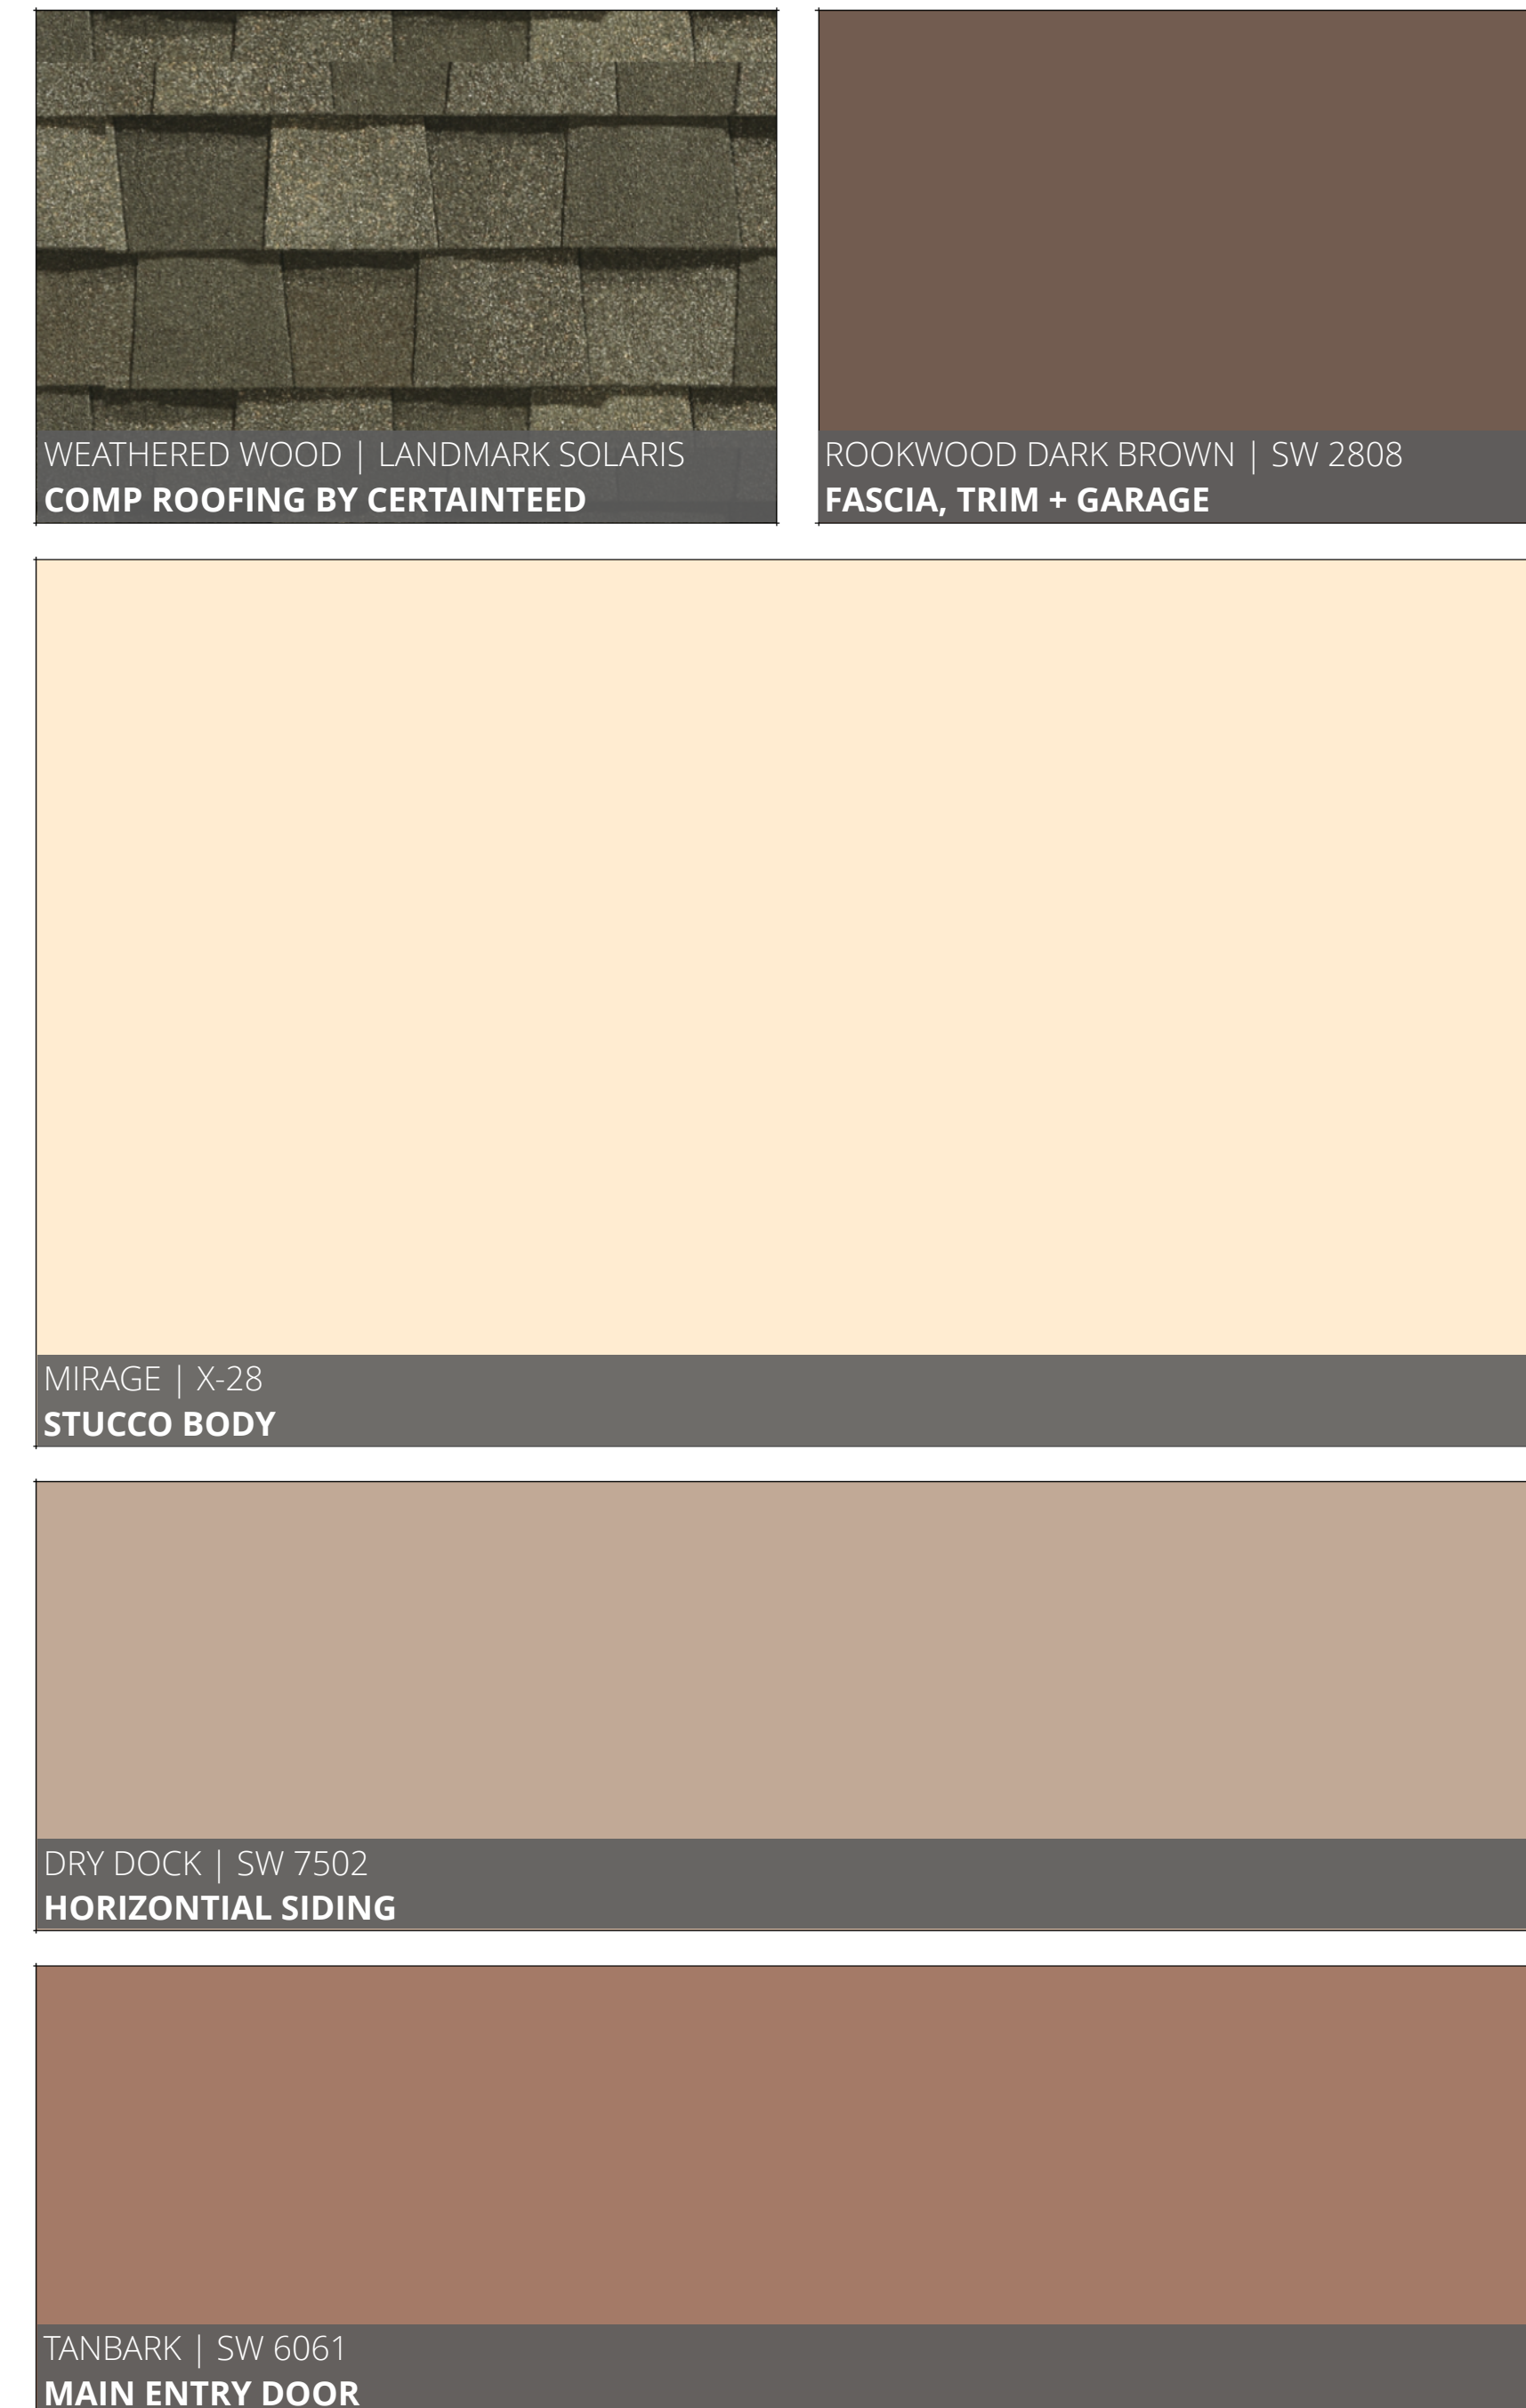 WEATHERED WOOD | LANDMARK SOLARIS
COMP ROOFING BY CERTAINTEED
ROOKWOOD DARK BROWN | SW 2808
FASCIA, TRIM + GARAGE
MIRAGE | X-28
STUCCO BODY
DRY DOCK | SW 7502
HORIZONTIAL SIDING
TANBARK | SW 6061
MAIN ENTRY DOOR